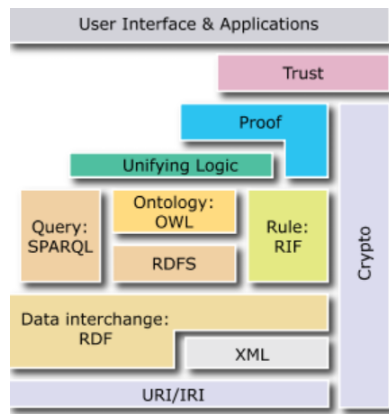 User Interface & Applications
Trust
Proof
Unifying Logic
Query:
SPARQL
Ontology:
OWL
RDFS
Rule:
RIF
Crypto
Data interchange:
RDF
XML
URI/IRI